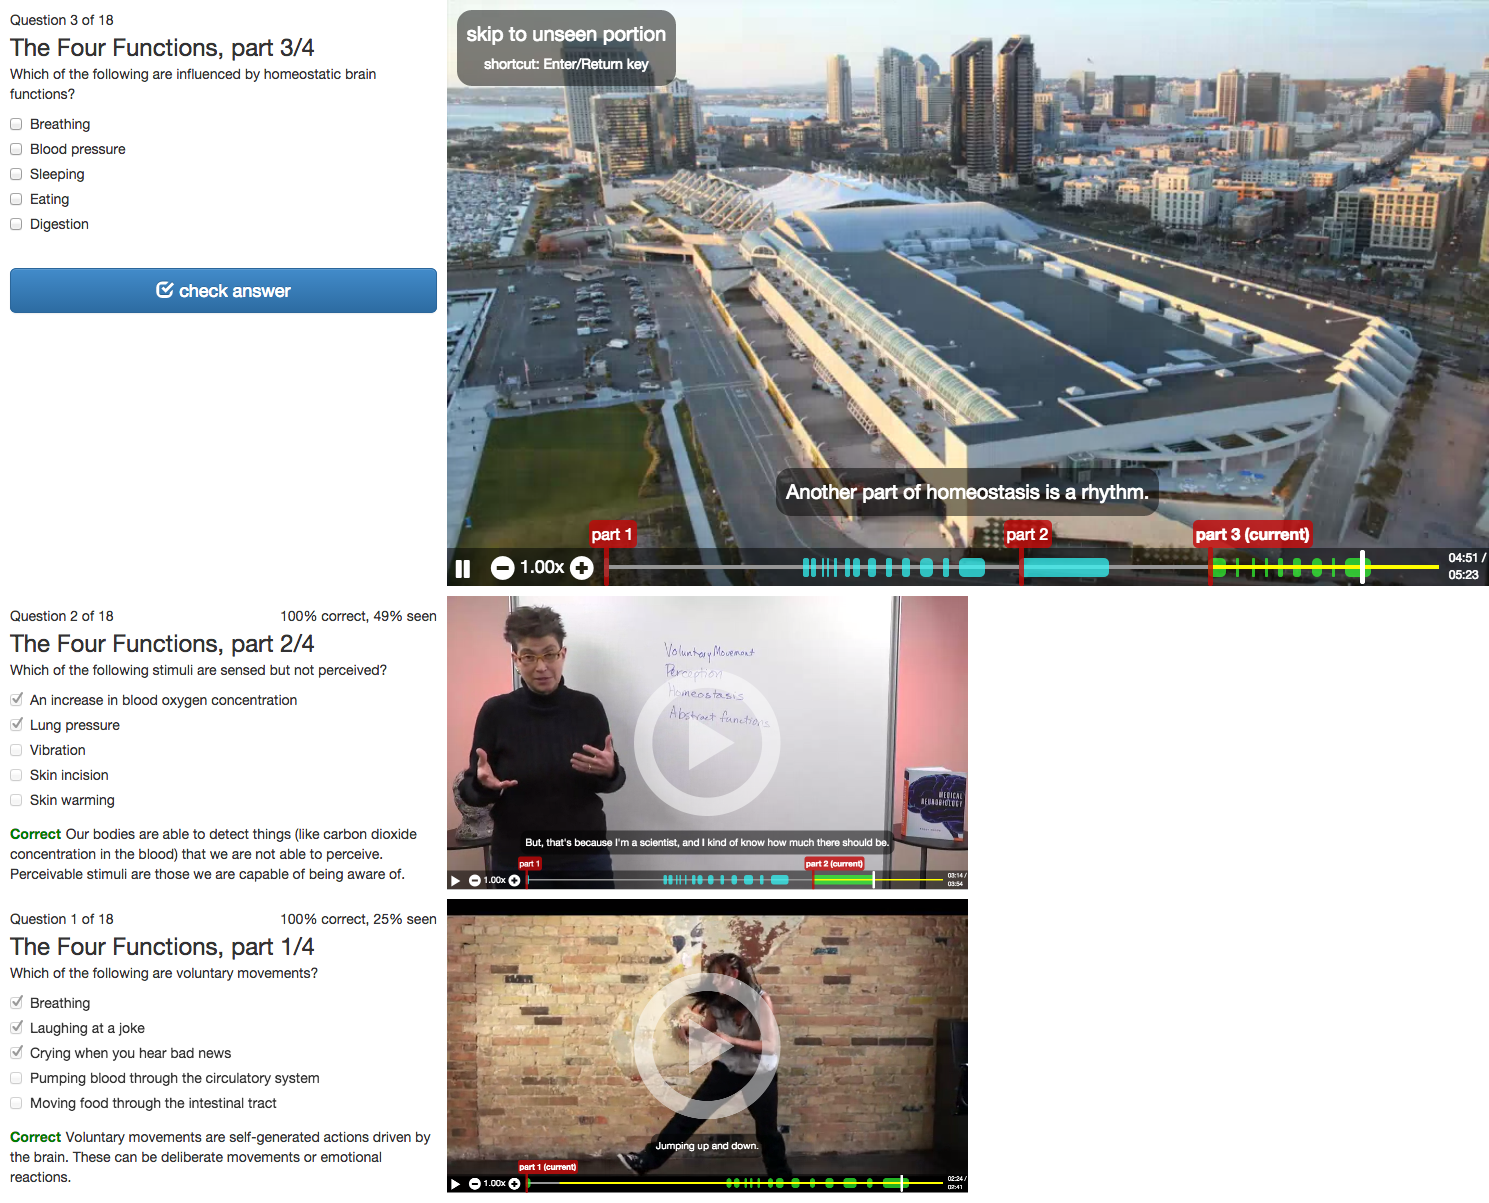 Question 3 of 18
The Four Functions, part 3/4
Which of the following are influenced by homeostatic brain
functions?
Breathing
Blood pressure
Sleeping
Eating
Digestion
check answer
skip to unseen portion
shortcut: Enter/Return key
Another part of homeostasis is a rhythm.
part 1
part 2
part 3 (current)
1.00x
04:51 /
05:23
Question 2 of 18
100% correct, 49% seen
The Four Functions, part 2/4
Which of the following stimuli are sensed but not perceived?
An increase in blood oxygen concentration
Lung pressure
Vibration
Skin incision
Skin warming
Correct Our bodies are able to detect things (like carbon dioxide
concentration in the blood) that we are not able to perceive.
Perceivable stimuli are those we are capable of being aware of.
Voluntary Movement
Perception
Homeostasis
Abstract functions
MEDICAL
NEUROBIOLOGY
But, that's because I'm a scientist, and I kind of know how much there should be.
part 1
part 2 (current)
1.00x
03:14 /
03:54
Question 1 of 18
100% correct, 25% seen
The Four Functions, part 1/4
Which of the following are voluntary movements?
Breathing
Laughing at a joke
Crying when you hear bad news
Pumping blood through the circulatory system
Moving food through the intestinal tract
Correct Voluntary movements are self-generated actions driven by
the brain. These can be deliberate movements or emotional
reactions.
Jumping up and down.
part 1 (current)
1.00x
02:24 /
02:41